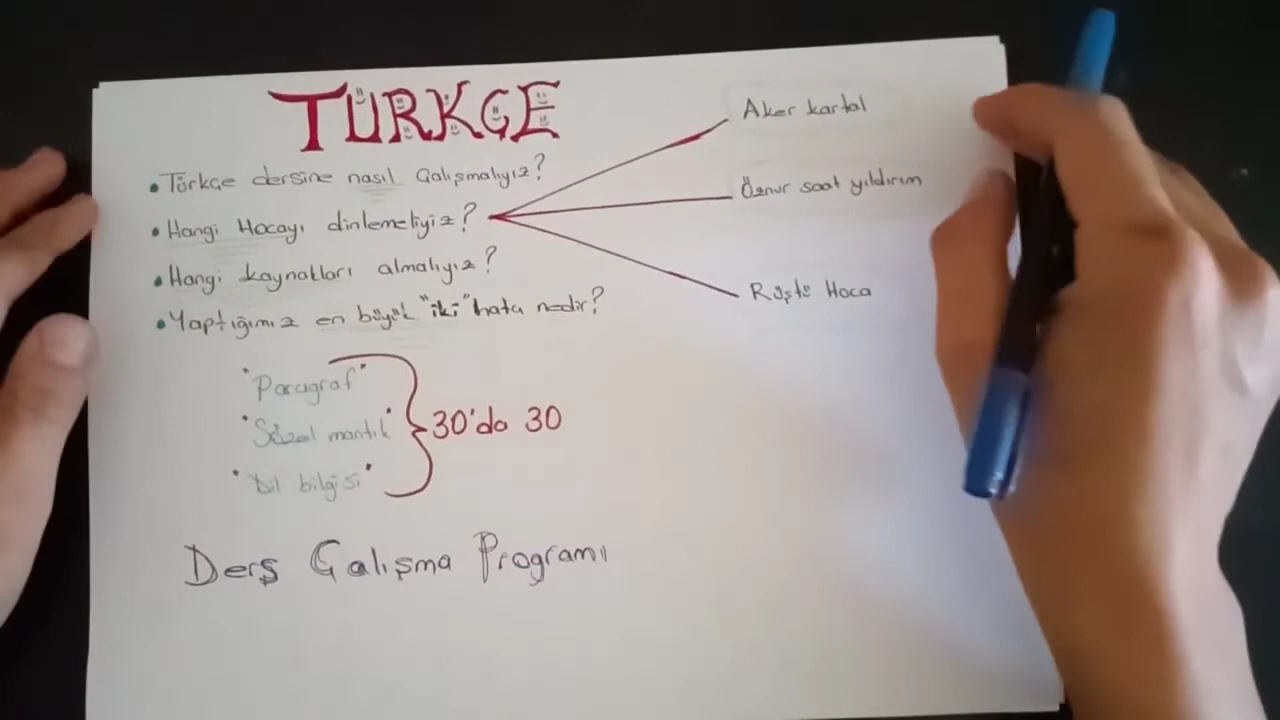 TÜRKÇE
• Türkçe dersine nasıl Çalışmalıyız?
• Hangi Hocayı dinlemeliyiz?
Aker kartal
Öznur saat yıldırım
Rüştü Hoca
• Hangi kaynakları almalıyız?
• Yaptığımız en büyük "iki" hata nedir?
"Paragraf"
"Sözel mantık"
"Dil bilgisi"
30'da 30
Ders Çalışma Programı